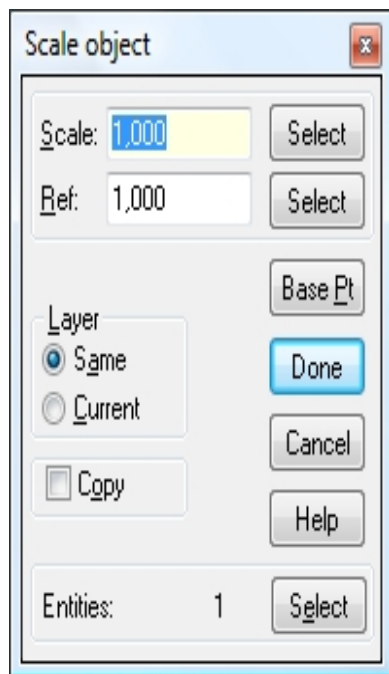 Scale object
Scale: 1,000 Select
Ref: 1,000 Select
Base Pt
Layer
Same
Done
Current
Cancel
Copy
Help
Entities: 1 Select